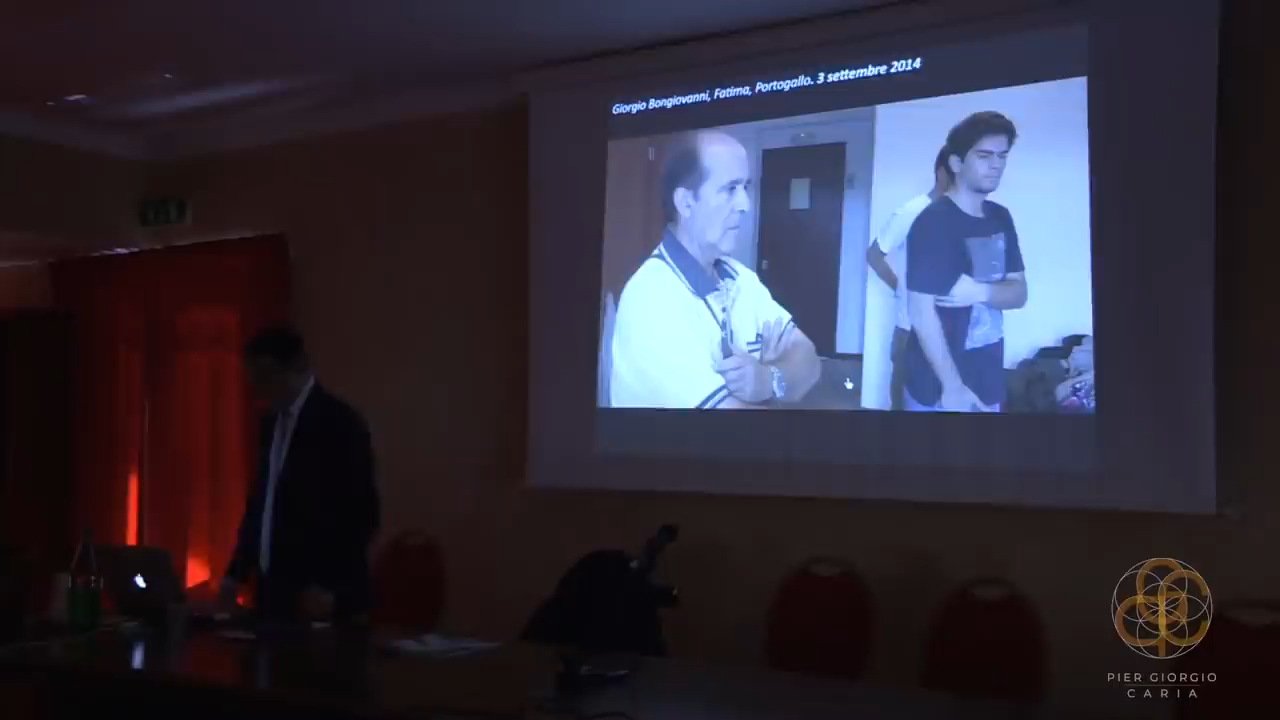 Giorgio Bongiovanni, Fatima, Portogallo. 3 settembre 2014
PIER GIORGIO
CARIA